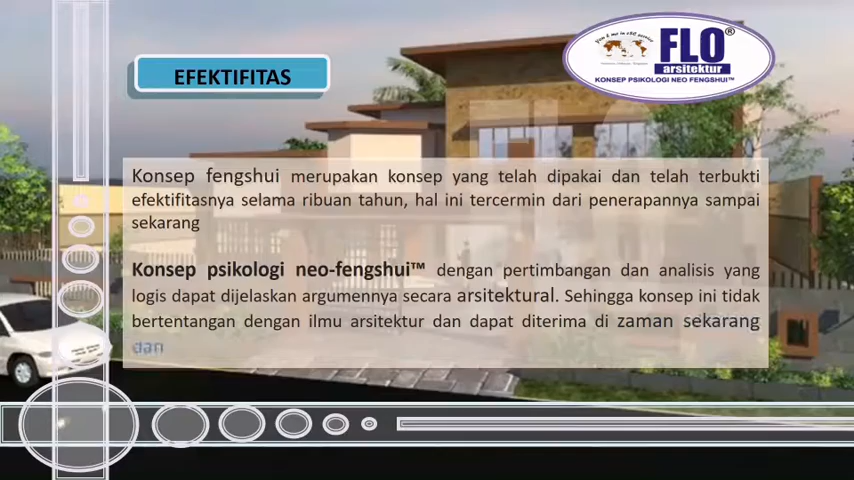 FLO®
arsitektur
KONSEP PSIKOLOGI NEO FENGSHUI™
EFEKTIFITAS
Konsep fengshui merupakan konsep yang telah dipakai dan telah terbukti
efektifitasnya selama ribuan tahun, hal ini tercermin dari penerapannya sampai
sekarang
Konsep psikologi neo-fengshui™ dengan pertimbangan dan analisis yang
logis dapat dijelaskan argumennya secara arsitektural. Sehingga konsep ini tidak
bertentangan dengan ilmu arsitektur dan dapat diterima di zaman sekarang
dan